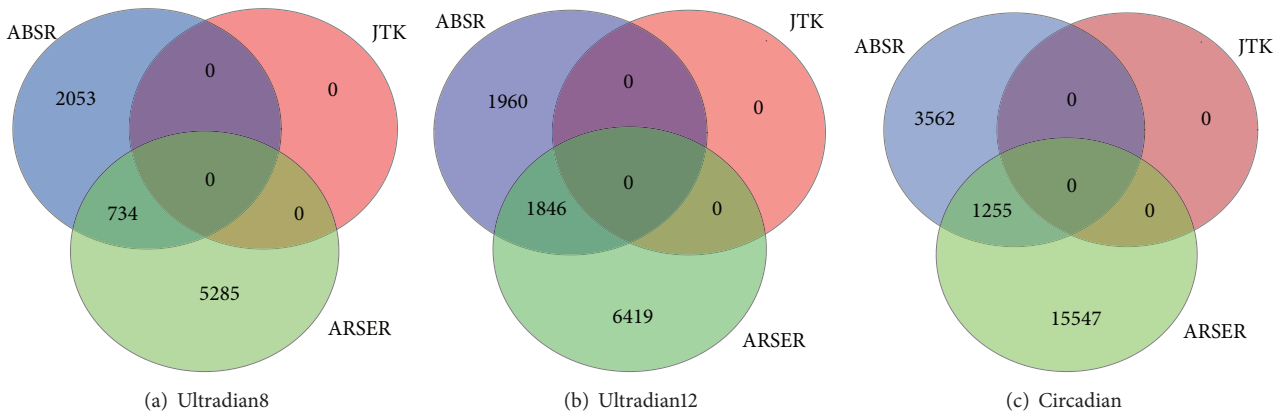 ABSR
JTK
2053
0
0
0
734
0
5285
ARSER
(a) Ultradian8
ABSR
JTK
1960
0
0
0
1846
0
6419
ARSER
(b) Ultradian12
ABSR
JTK
3562
0
0
0
1255
0
15547
ARSER
(c) Circadian